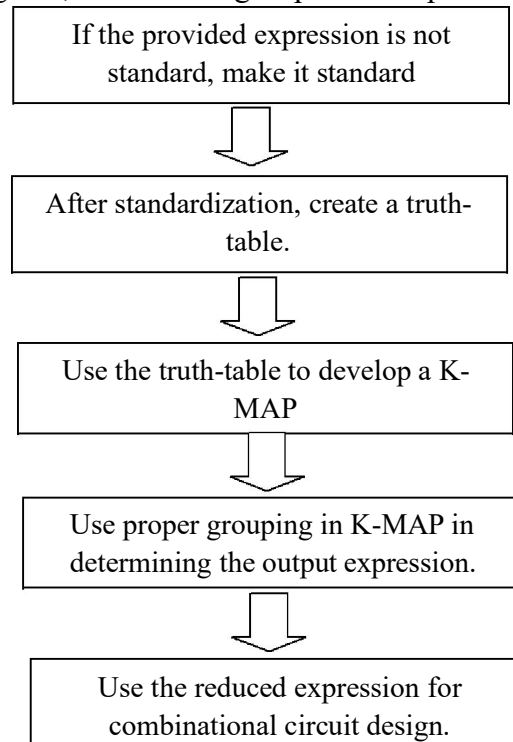 If the provided expression is not
standard, make it standard
After standardization, create a truth-
table.
Use the truth-table to develop a K-
MAP
Use proper grouping in K-MAP in
determining the output expression.
Use the reduced expression for
combinational circuit design.